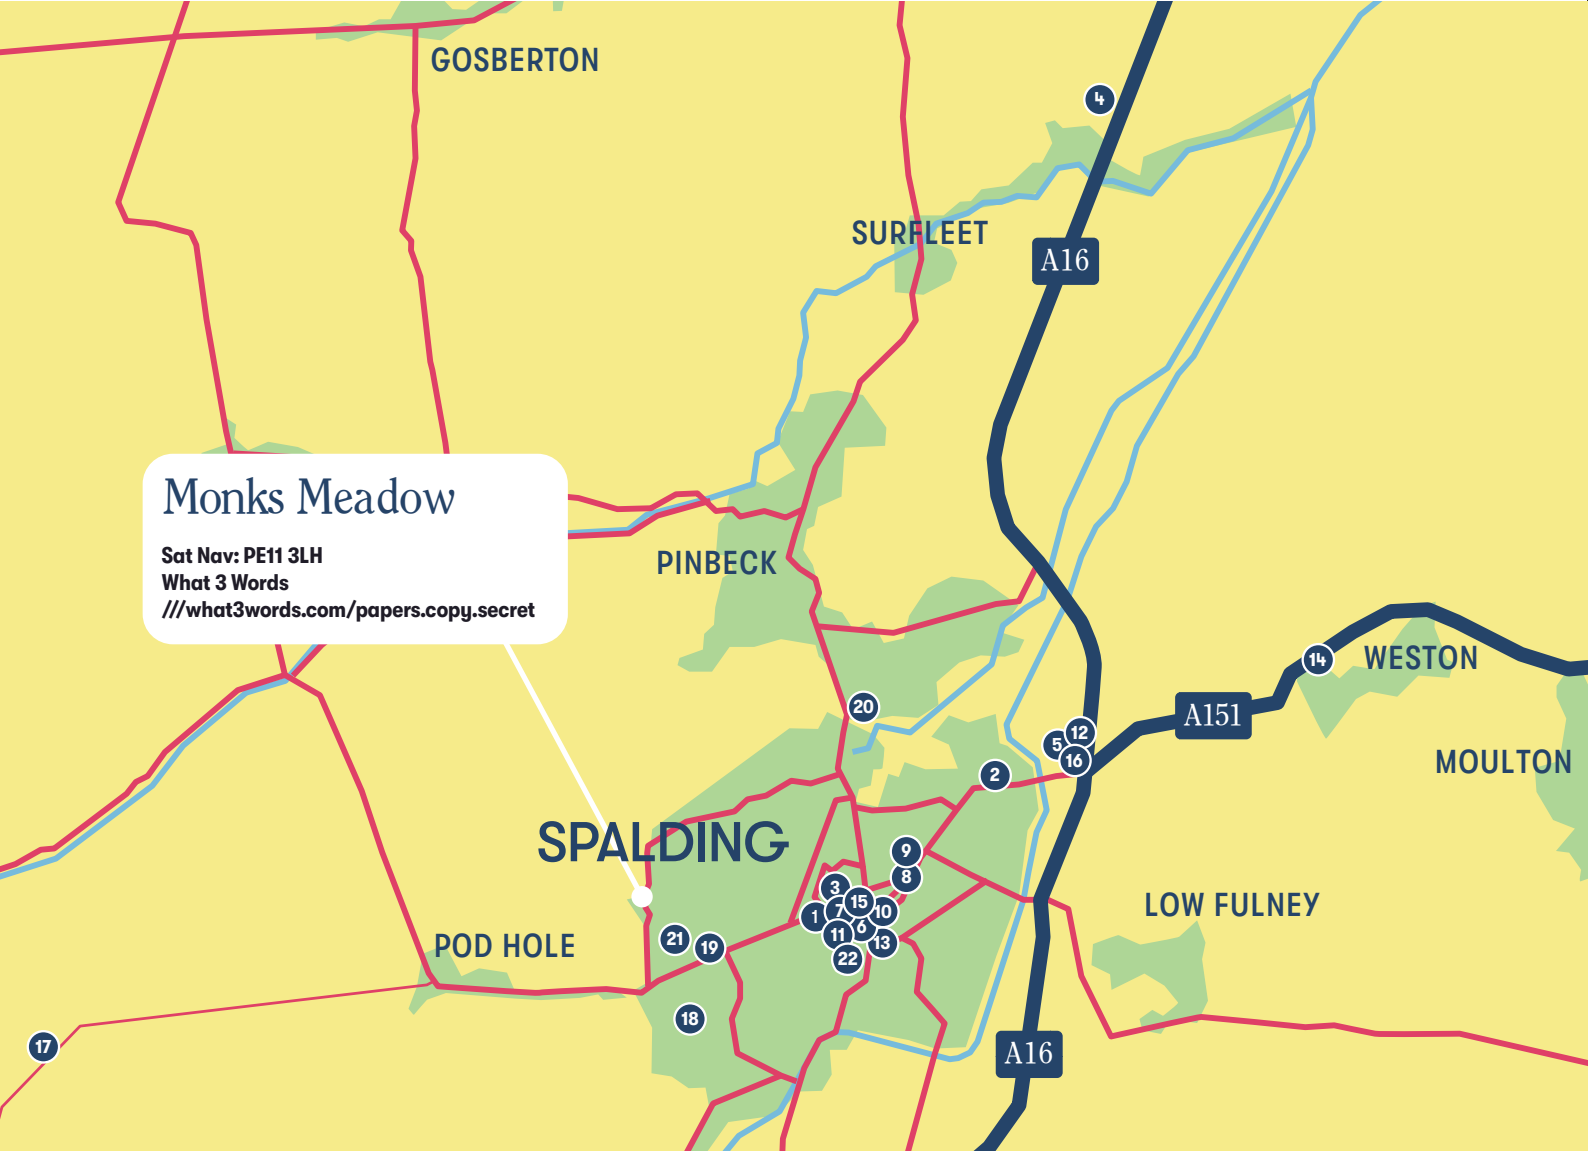 GOSBERTON
4
SURFLEET
A16
Monks Meadow
Sat Nav: PE11 3LH
What 3 Words
///what3words.com/papers.copy.secret
PINBECK
14
WESTON
20
A151
12
5
16
2
MOULTON
SPALDING
9
8
3
15
7
10
1
6
11
13
22
LOW FULNEY
21
19
POD HOLE
18
17
A16